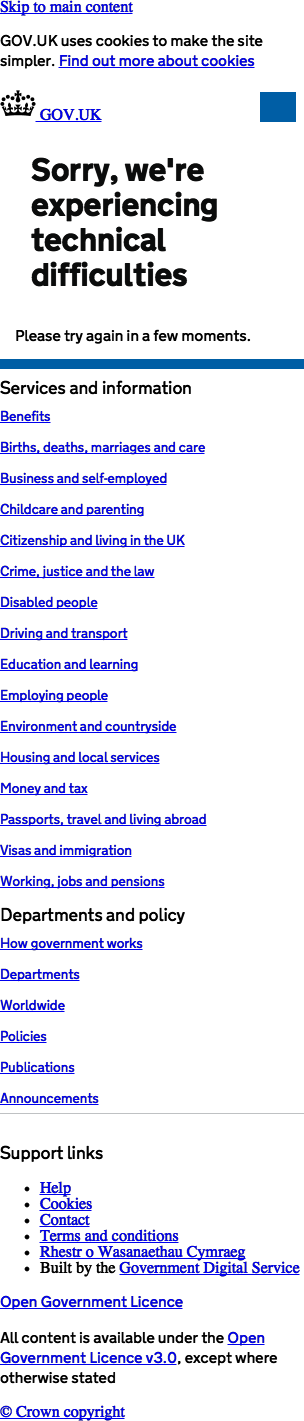 Skip to main content
GOV.UK uses cookies to make the site
simpler. Find out more about cookies
GOV.UK
Sorry, we're
experiencing
technical
difficulties
Please try again in a few moments.
Services and information
Benefits
Births, deaths, marriages and care
Business and self-employed
Childcare and parenting
Citizenship and living in the UK
Crime, justice and the law
Disabled people
Driving and transport
Education and learning
Employing people
Environment and countryside
Housing and local services
Money and tax
Passports, travel and living abroad
Visas and immigration
Working, jobs and pensions
Departments and policy
How government works
Departments
Worldwide
Policies
Publications
Announcements
Support links
• Help
• Cookies
• Contact
• Terms and conditions
• Rhestr o Wasanaethau Cymraeg
• Built by the Government Digital Service
Open Government Licence
All content is available under the Open
Government Licence v3.0, except where
otherwise stated
© Crown copyright